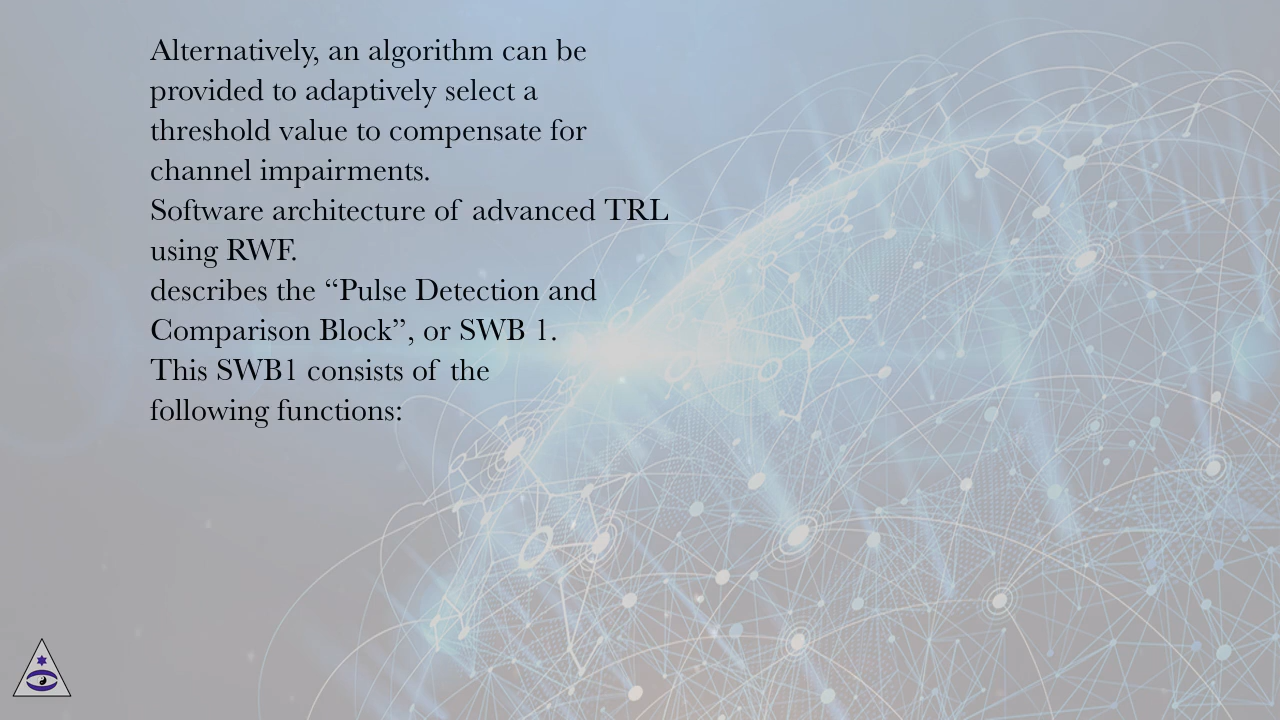 Alternatively, an algorithm can be
provided to adaptively select a
threshold value to compensate for
channel impairments.
Software architecture of advanced TRL
using RWF.
describes the “Pulse Detection and
Comparison Block”, or SWB 1.
This SWB1 consists of the
following functions: